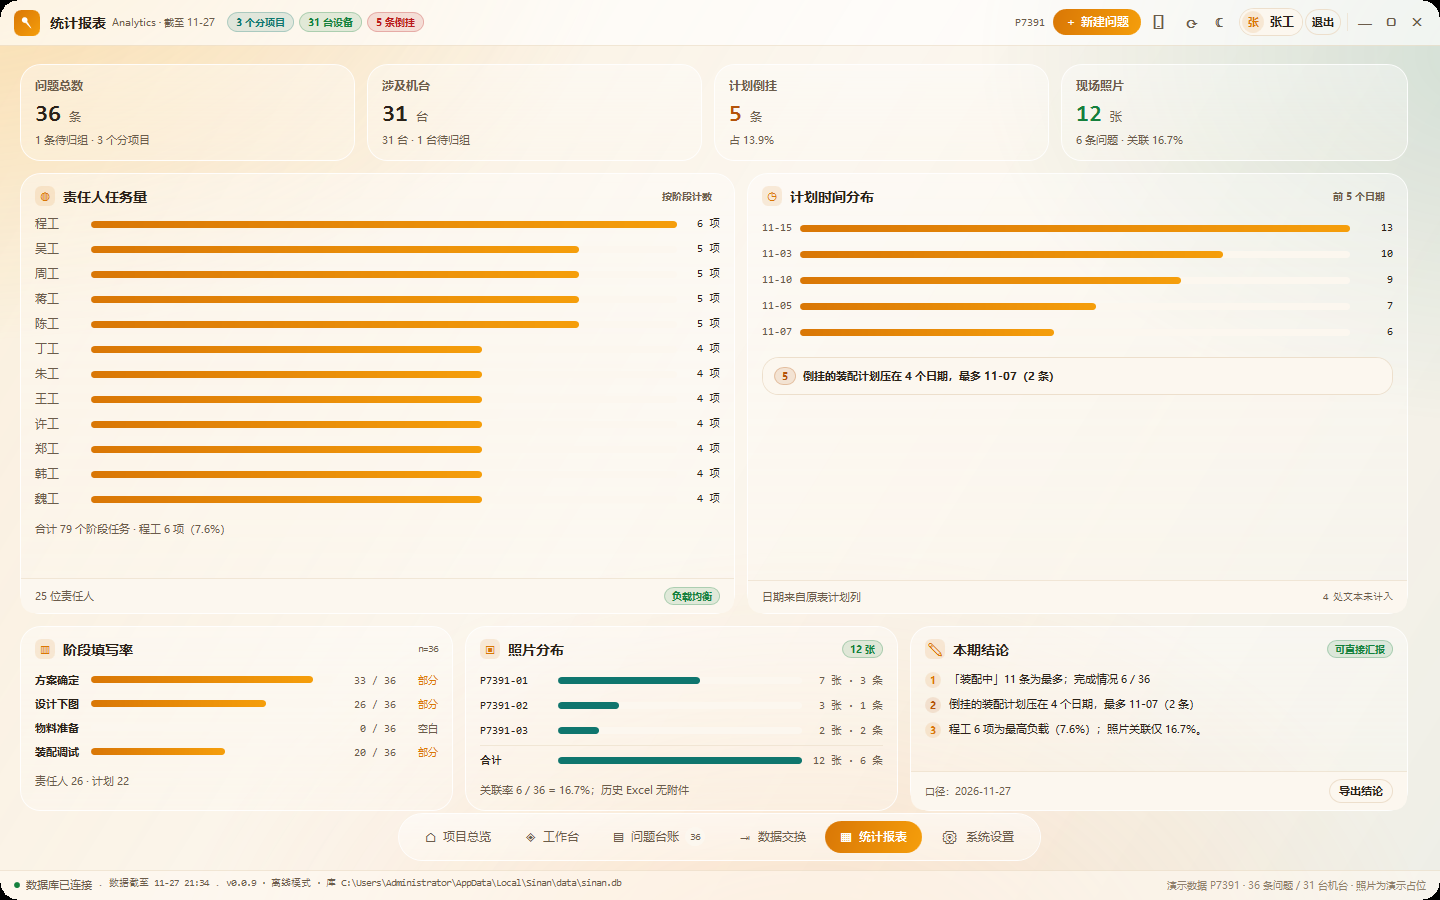 统计报表 Analytics · 截至 11-27 3 个分项目 31 台设备 5 条倒挂 P7391 + 新建问题 张 张工 退出
问题总数
36 条
1 条待归组 · 3 个分项目
涉及机台
31 台
31 台 · 1 台待归组
计划倒挂
5 条
占 13.9%
现场照片
12 张
6 条问题 · 关联 16.7%
责任人任务量 按阶段计数
程工 6 项
吴工 5 项
周工 5 项
蒋工 5 项
陈工 5 项
丁工 4 项
朱工 4 项
王工 4 项
许工 4 项
郑工 4 项
韩工 4 项
魏工 4 项
合计 79 个阶段任务 · 程工 6 项（7.6%）
25 位责任人 负载均衡
计划时间分布 前 5 个日期
11-15 13
11-03 10
11-10 9
11-05 7
11-07 6
5 倒挂的装配计划压在 4 个日期，最多 11-07（2 条）
日期来自原表计划列 4 处文本未计入
阶段填写率 n=36
方案确定 33 / 36 部分
设计下图 26 / 36 部分
物料准备 0 / 36 空白
装配调试 20 / 36 部分
责任人 26 · 计划 22
照片分布 12 张
P7391-01 7 张 · 3 条
P7391-02 3 张 · 1 条
P7391-03 2 张 · 2 条
合计 12 张 · 6 条
关联率 6 / 36 = 16.7%；历史 Excel 无附件
本期结论 可直接汇报
1 「装配中」11 条为最多；完成情况 6 / 36
2 倒挂的装配计划压在 4 个日期，最多 11-07（2 条）
3 程工 6 项为最高负载（7.6%）；照片关联仅 16.7%。
口径：2026-11-27 导出结论
项目总览 工作台 问题台账 36 数据交换 统计报表 系统设置
数据库已连接 · 数据截至 11-27 21:34 · v0.0.9 · 离线模式 · 库 C:\Users\Administrator\AppData\Local\Sinan\data\sinan.db 演示数据 P7391 · 36 条问题 / 31 台机台 · 照片为演示占位